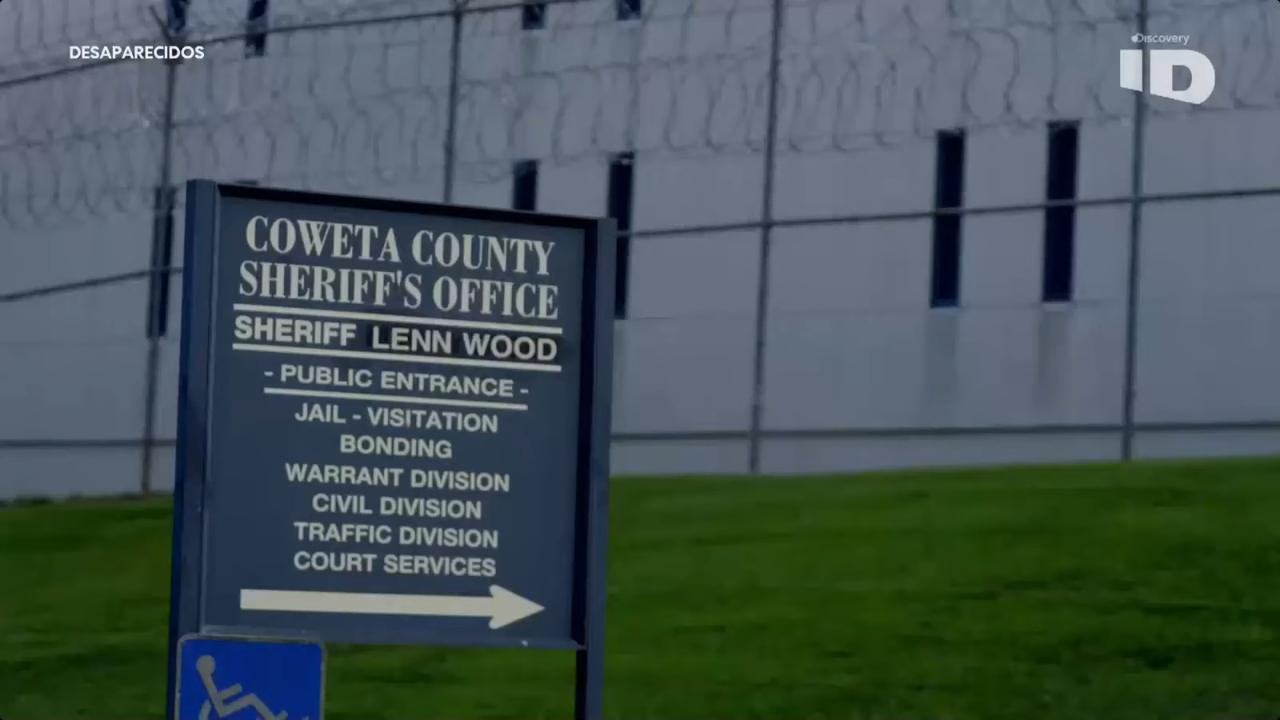 DESAPARECIDOS
Discovery
ID
COWETA COUNTY
SHERIFF'S OFFICE
SHERIFF LENN WOOD
- PUBLIC ENTRANCE -
JAIL - VISITATION
BONDING
WARRANT DIVISION
CIVIL DIVISION
TRAFFIC DIVISION
COURT SERVICES